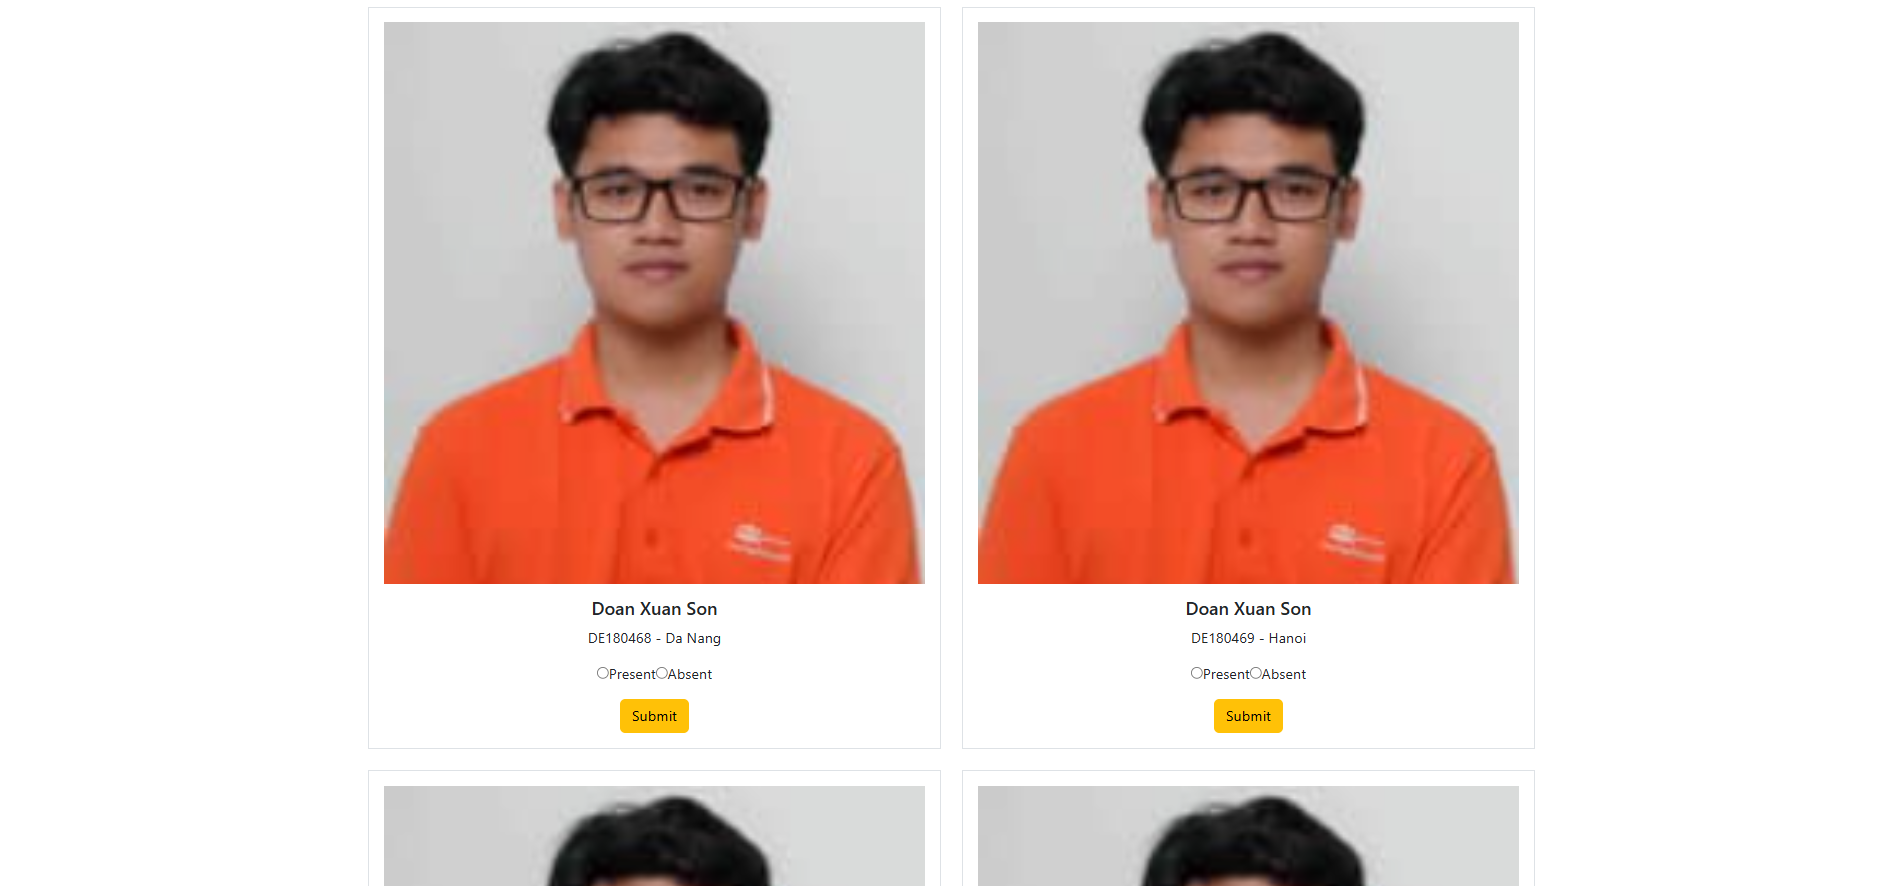 Doan Xuan Son
DE180468 - Da Nang
Present Absent
Submit
Doan Xuan Son
DE180469 - Hanoi
Present Absent
Submit